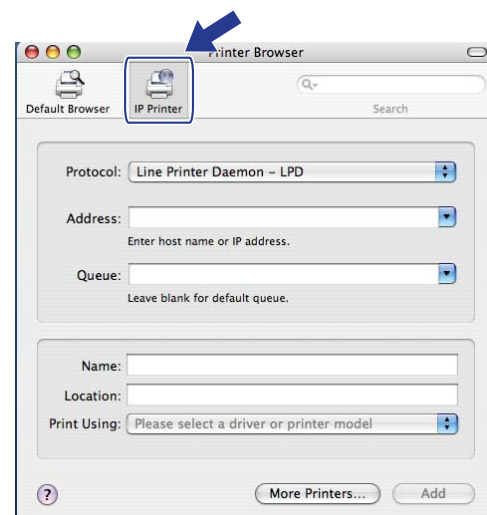 Printer Browser
Default Browser
IP Printer
Search
Protocol: Line Printer Daemon – LPD
Address:
Enter host name or IP address.
Queue:
Leave blank for default queue.
Name:
Location:
Print Using: Please select a driver or printer model
?
More Printers...
Add